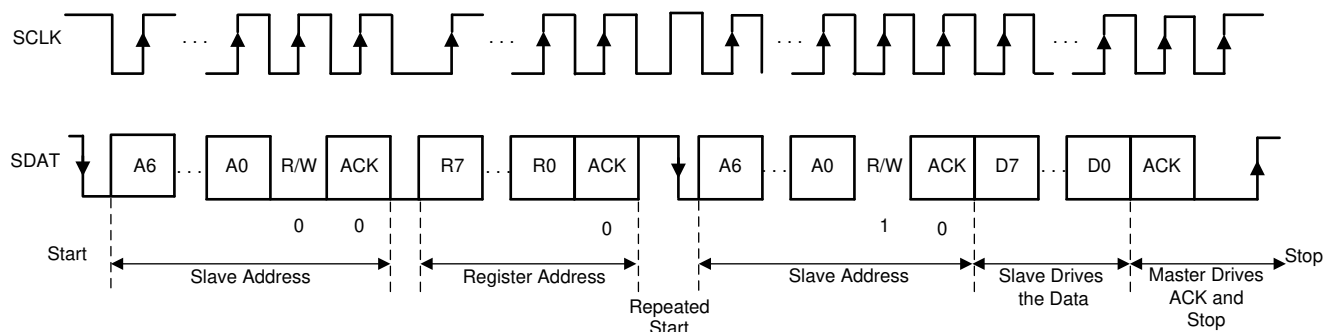 SCLK . . . . . . . . . . . .
SDAT A6 . . . A0 R/W ACK R7 . . . R0 ACK A6 . . . A0 R/W ACK D7 . . . D0 ACK
0 0 0 1 0
Start Stop
Slave Address Register Address Slave Address Slave Drives Master Drives
the Data ACK and
Repeated Stop
Start